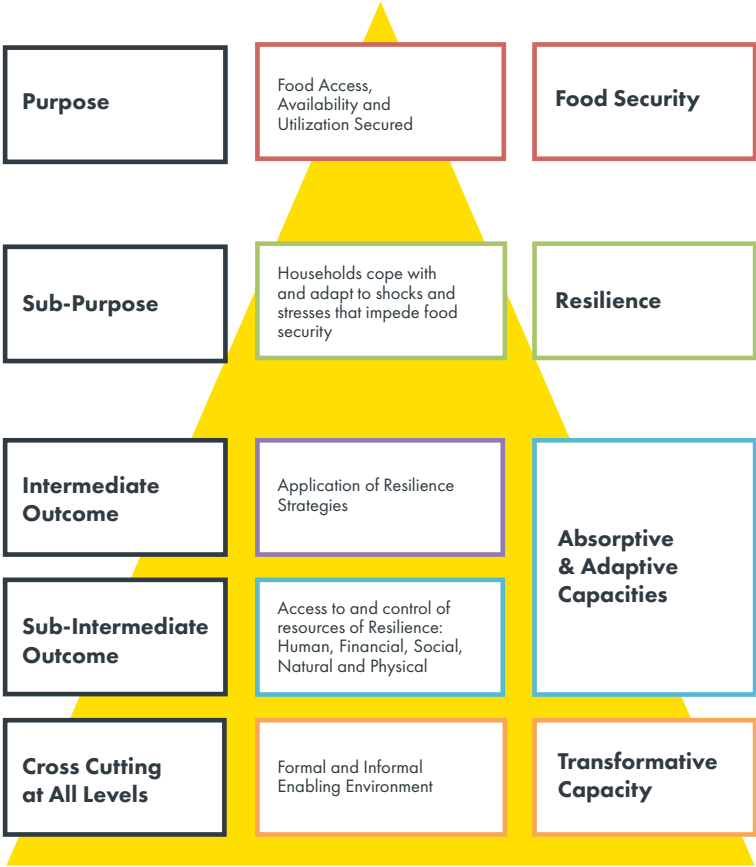 Purpose
Food Access,
Availability and
Utilization Secured
Food Security
Sub-Purpose
Households cope with
and adapt to shocks and
stresses that impede food
security
Resilience
Intermediate
Outcome
Application of Resilience
Strategies
Absorptive
& Adaptive
Capacities
Sub-Intermediate
Outcome
Access to and control of
resources of Resilience:
Human, Financial, Social,
Natural and Physical
Cross Cutting
at All Levels
Formal and Informal
Enabling Environment
Transformative
Capacity